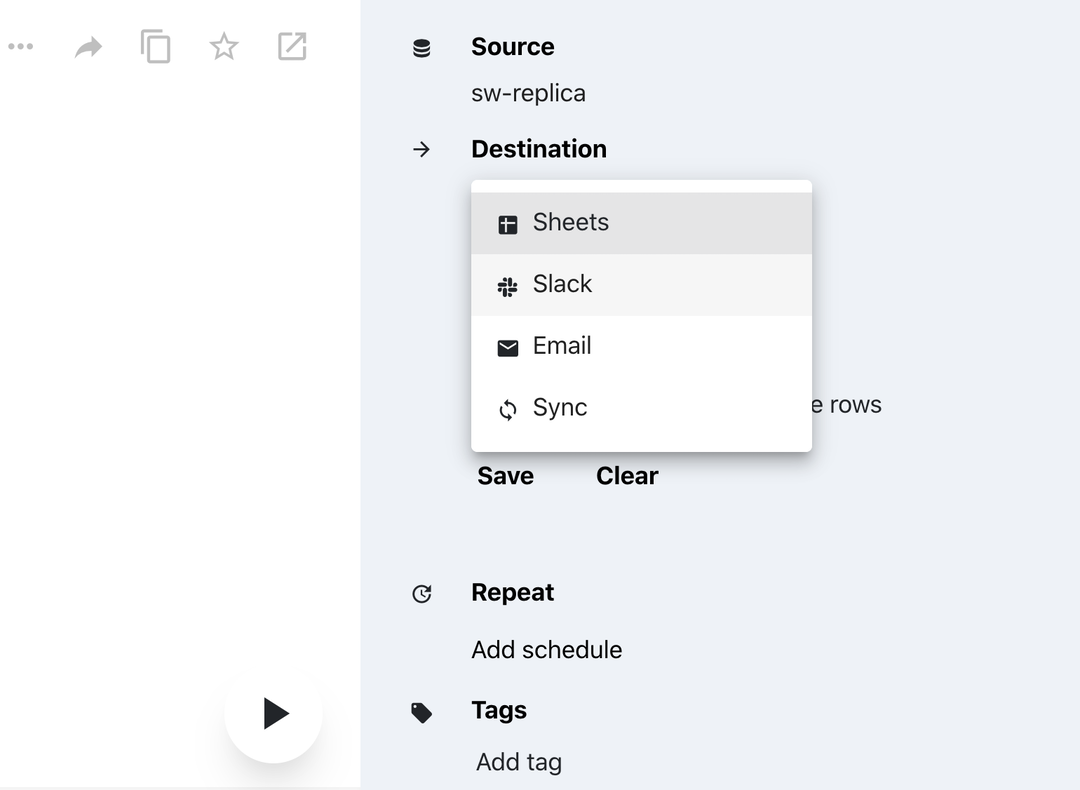 Source
sw-replica
Destination
Sheets
Slack
Email
Sync
rows
Save
Clear
Repeat
Add schedule
Tags
Add tag